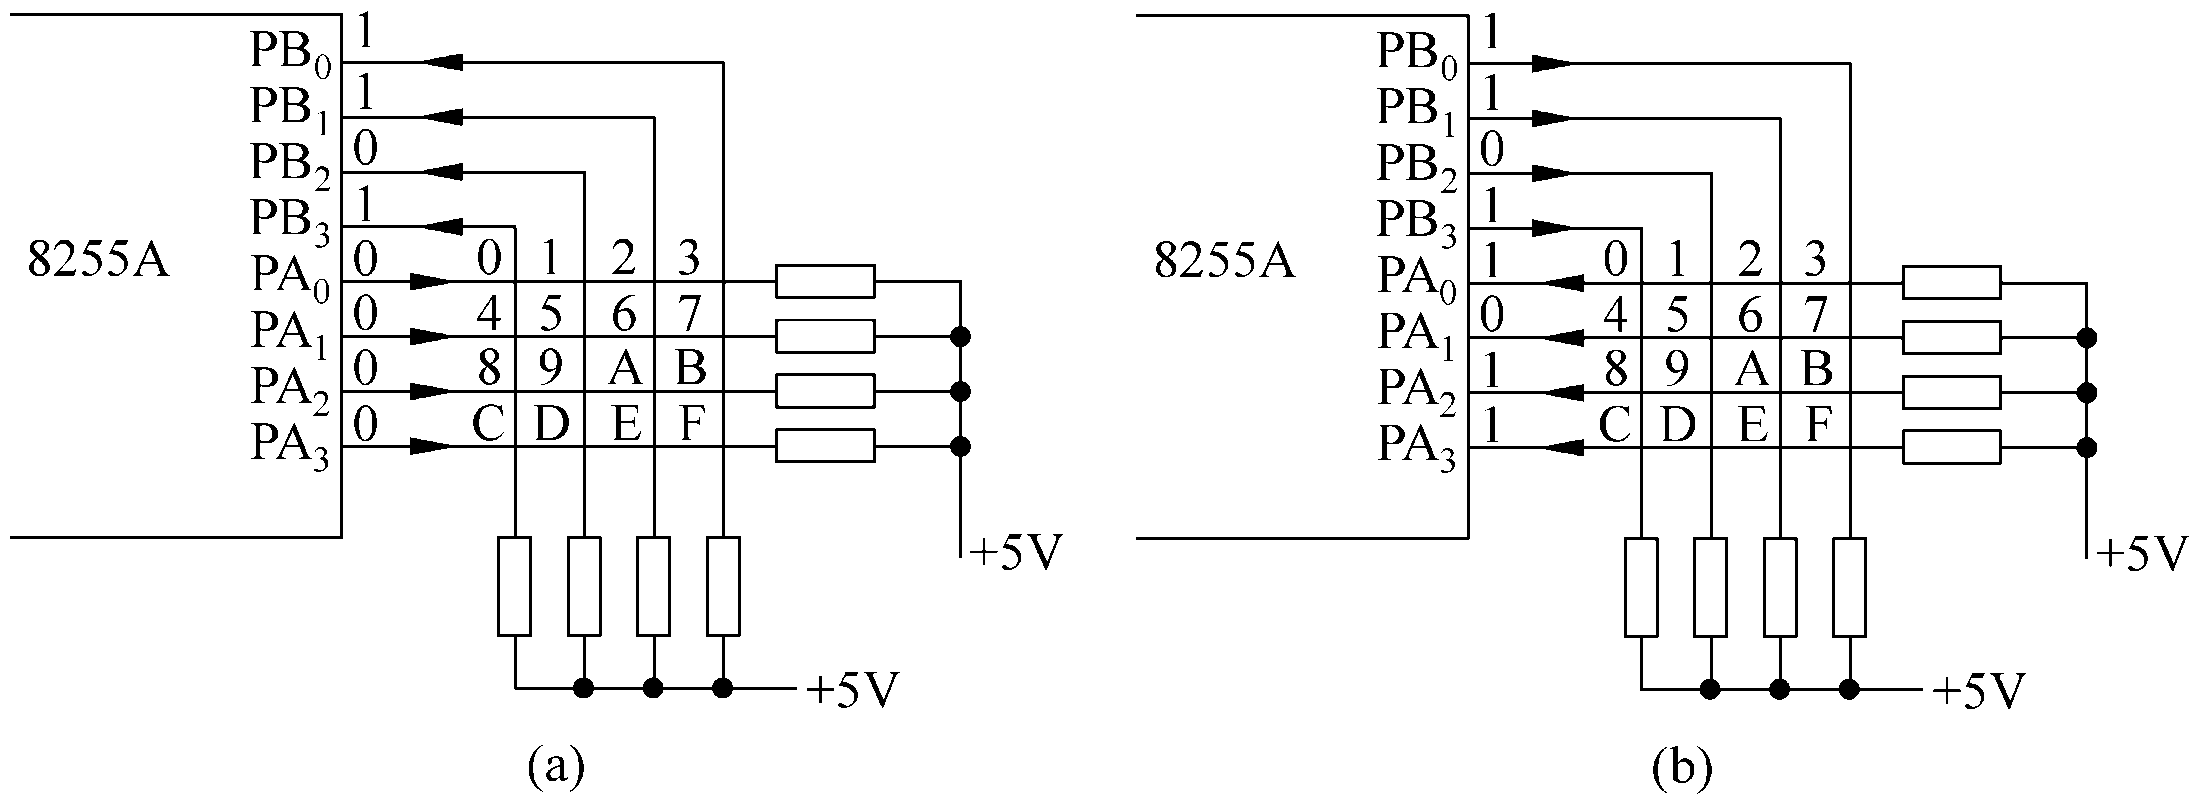 1
PB₀
1
PB₁
0
PB₂
1
PB₃
8255A
0 0 1 2 3
PA₀
0 4 5 6 7
PA₁
0 8 9 A B
PA₂
0 C D E F
PA₃
+5V
+5V
(a)
1
PB₀
1
PB₁
0
PB₂
1
PB₃
8255A
1 0 1 2 3
PA₀
0 4 5 6 7
PA₁
1 8 9 A B
PA₂
1 C D E F
PA₃
+5V
+5V
(b)